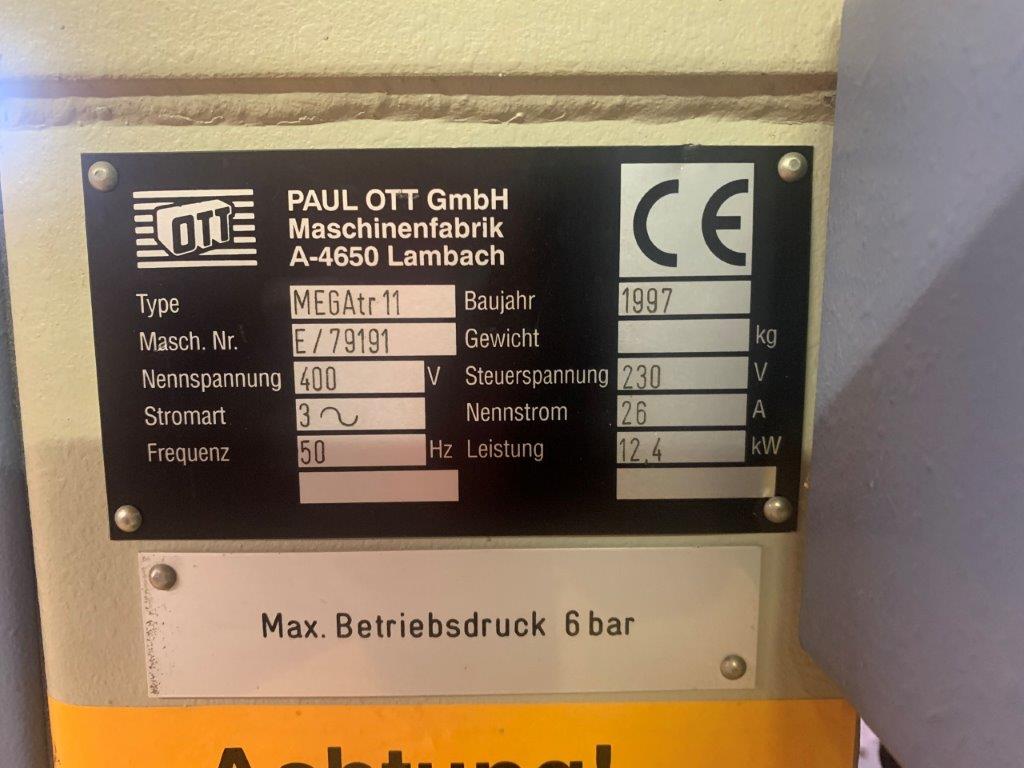 OTT
PAUL OTT GmbH
Maschinenfabrik
A-4650 Lambach
CE
Type MEGAtr 11 Baujahr 1997
Masch. Nr. E / 79191 Gewicht kg
Nennspannung 400 V Steuerspannung 230 V
Stromart 3 ~ Nennstrom 26 A
Frequenz 50 Hz Leistung 12,4 kW
Max. Betriebsdruck 6 bar
Achtung!